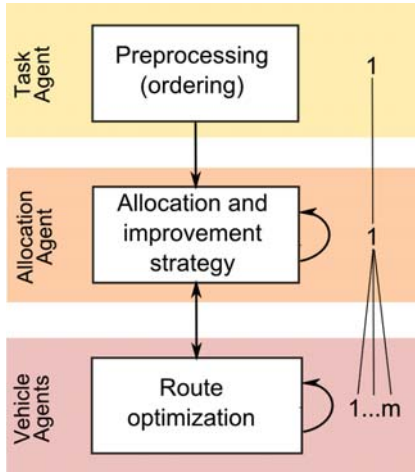 Task
Agent
Preprocessing
(ordering)
1
Allocation
Agent
Allocation and
improvement
strategy
1
Vehicle
Agents
Route
optimization
1...m